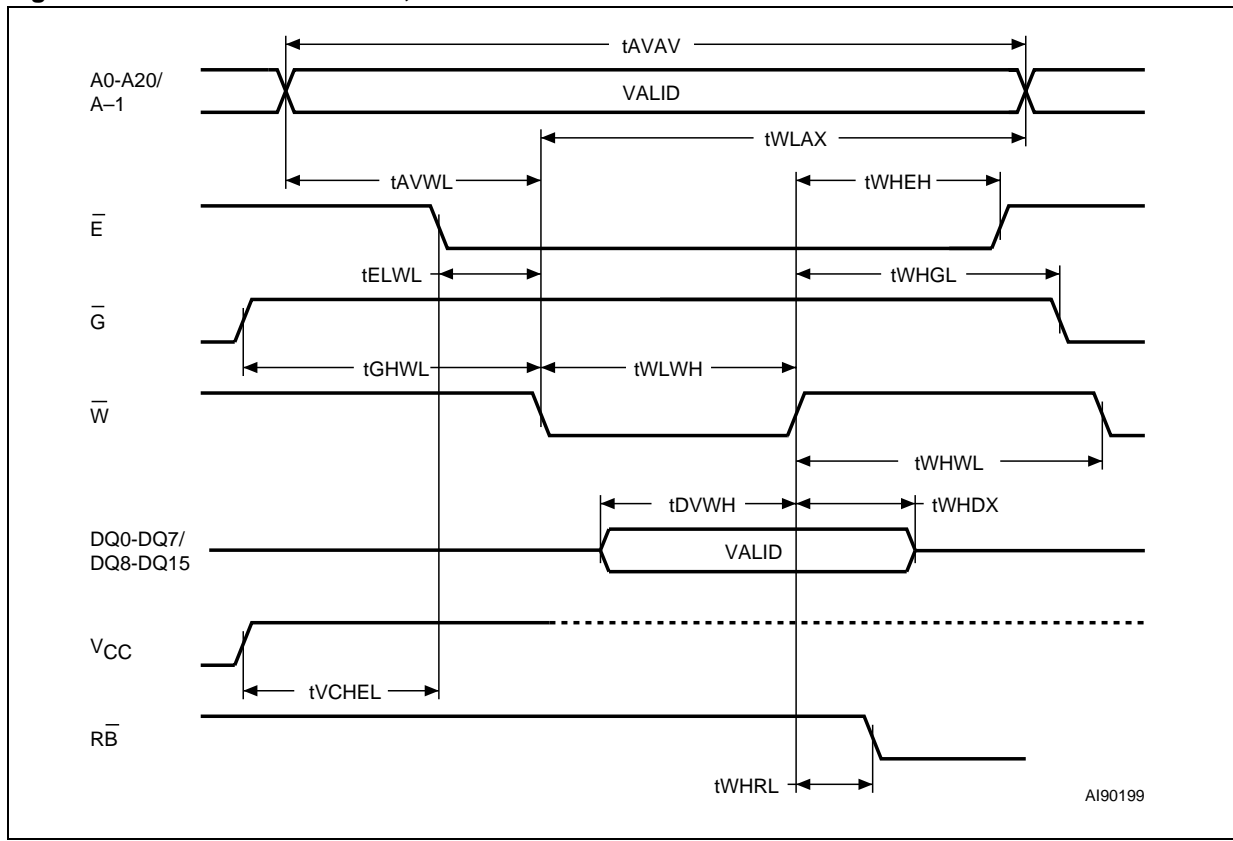 tAVAV
A0-A20/
A–1
VALID
tWLAX
tAVWL
tWHEH
E̅
tELWL
tWHGL
G̅
tGHWL
tWLWH
W̅
tWHWL
tDVWH
tWHDX
DQ0-DQ7/
DQ8-DQ15
VALID
VCC
tVCHEL
RB̅
tWHRL
AI90199